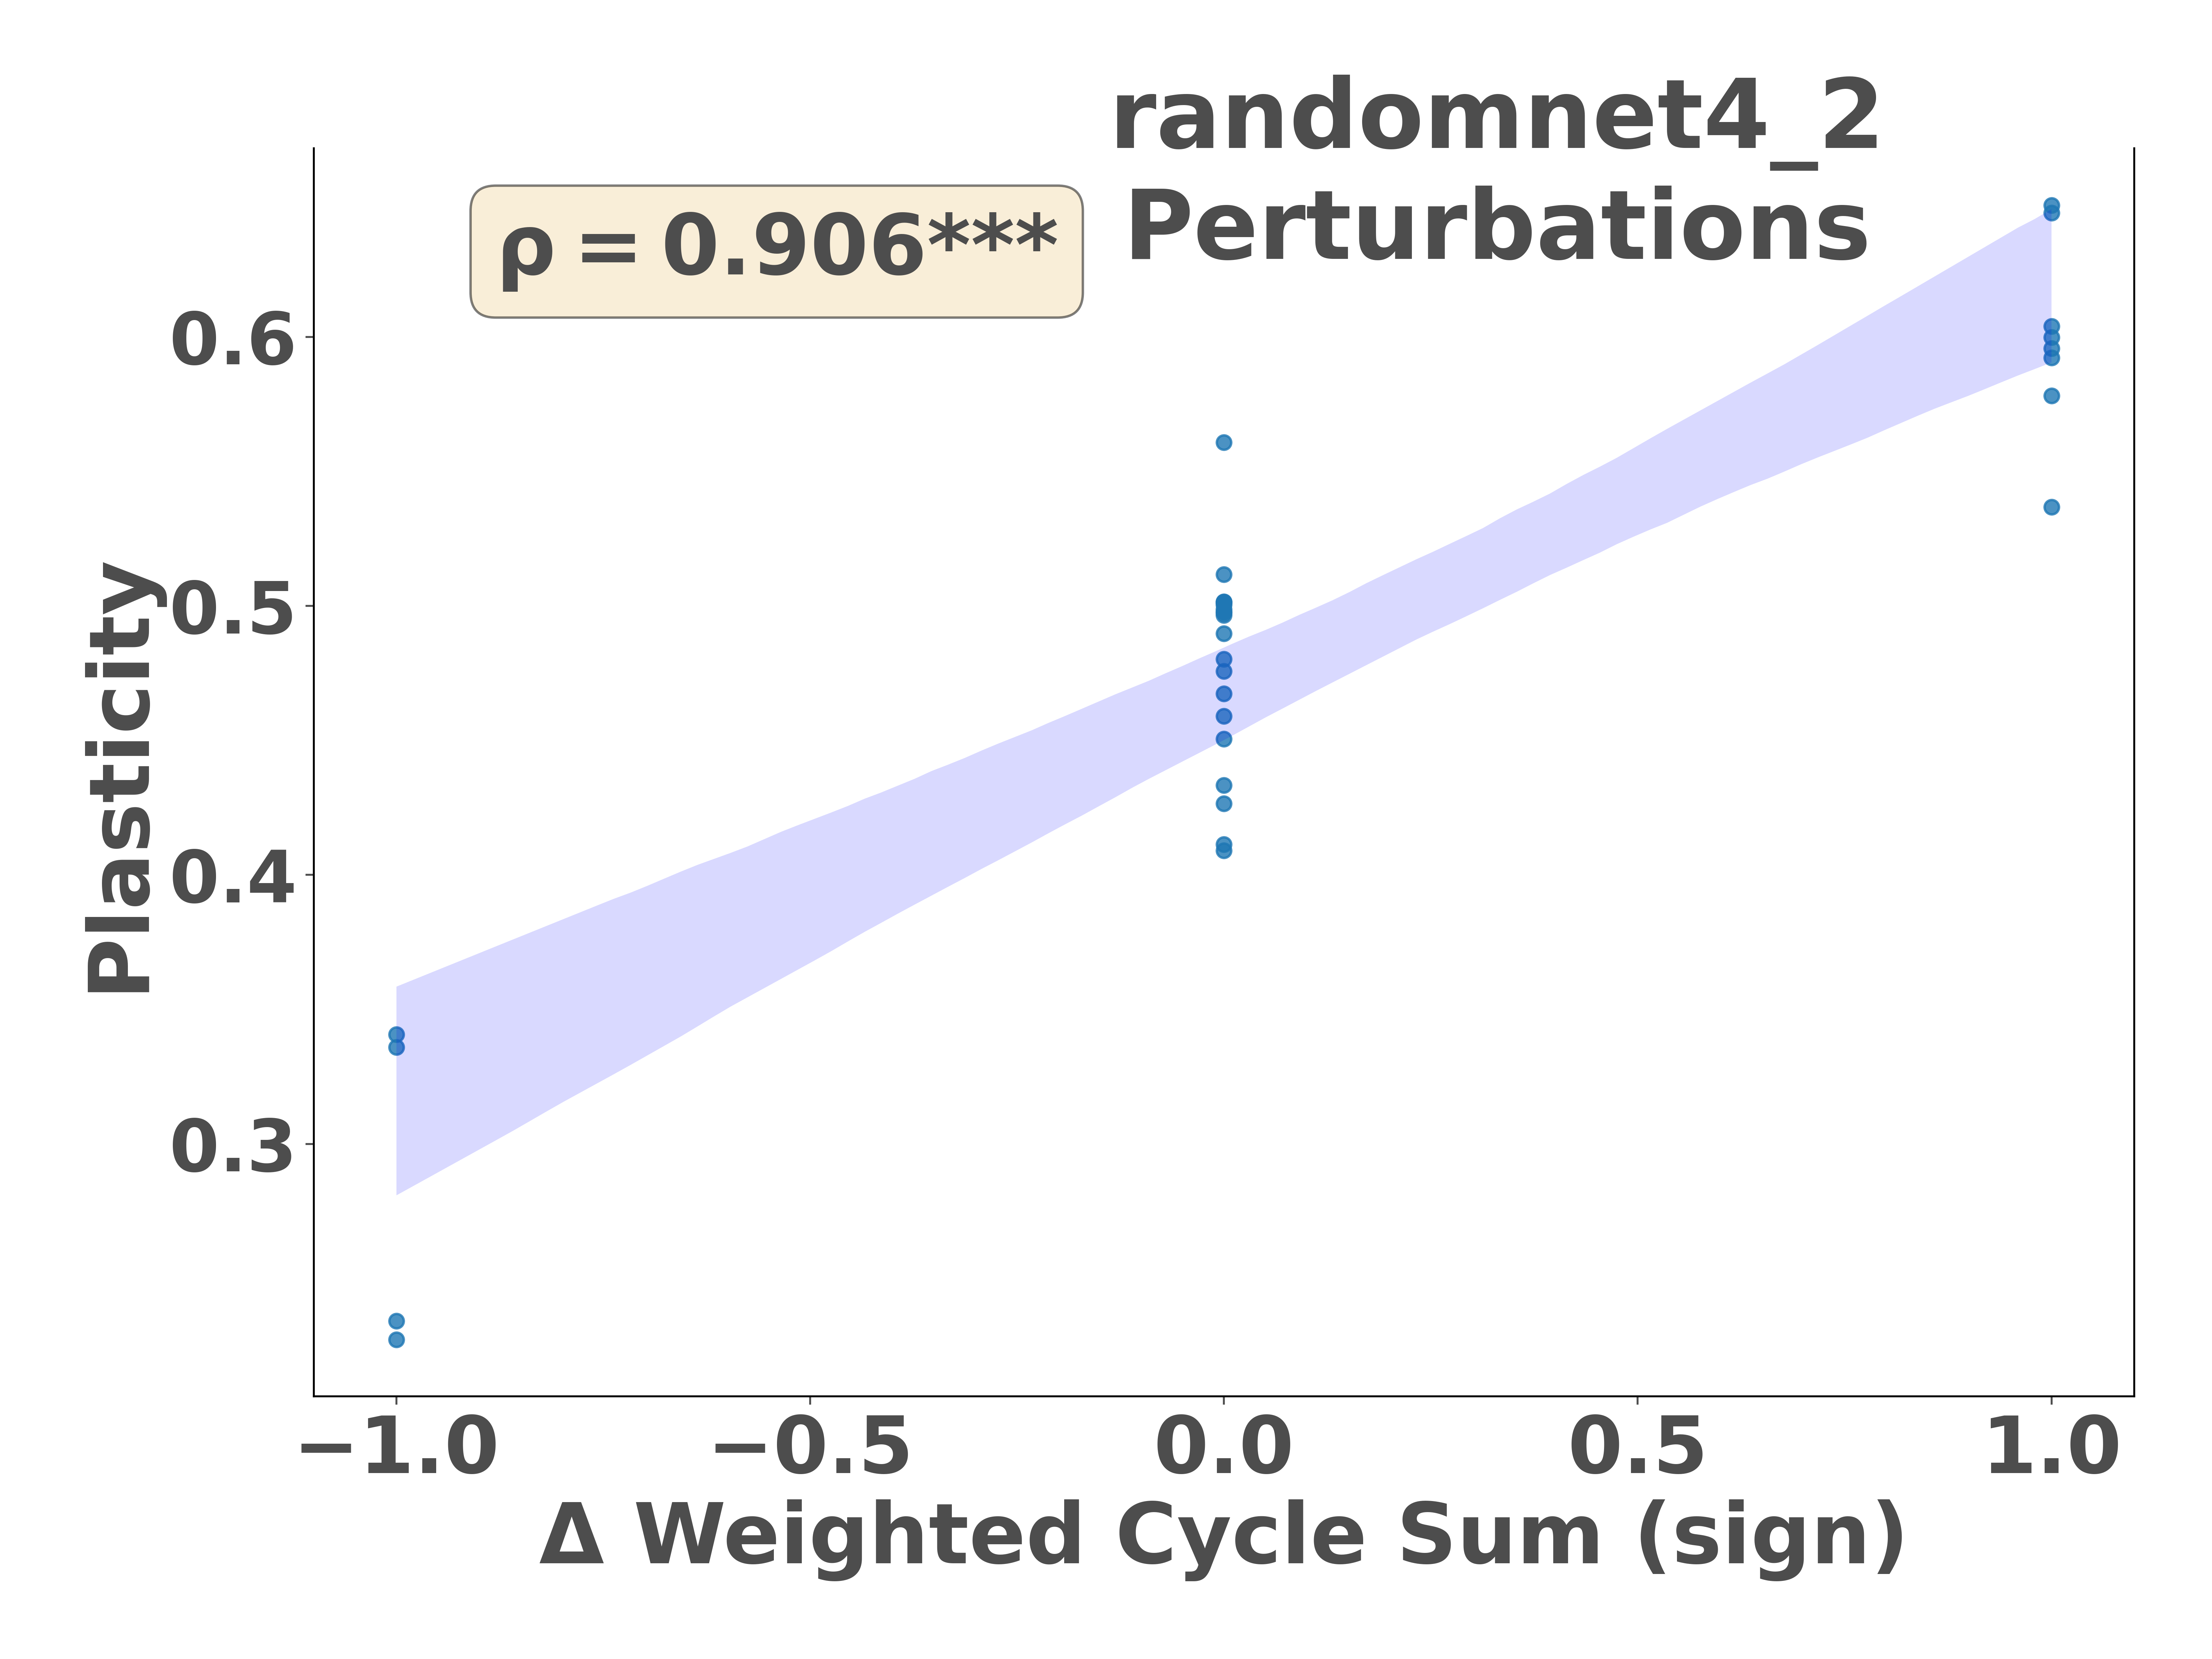 randomnet4_2
Perturbations
ρ = 0.906***
Plasticity
0.6
0.5
0.4
0.3
−1.0
−0.5
0.0
0.5
1.0
Δ Weighted Cycle Sum (sign)